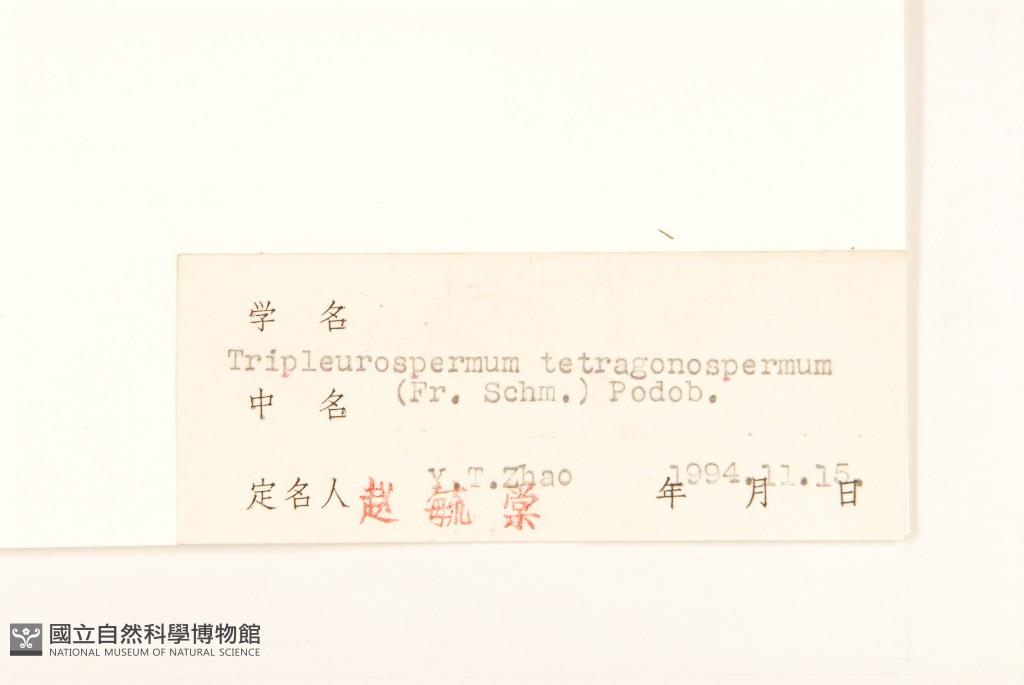 学 名
Tripleurospermum tetragonospermum
中 名 (Fr. Schm.) Podob.
Y.T.Zhao 1994.11.15.
定名人 赵毓棠 年 月 日
國立自然科學博物館
NATIONAL MUSEUM OF NATURAL SCIENCE